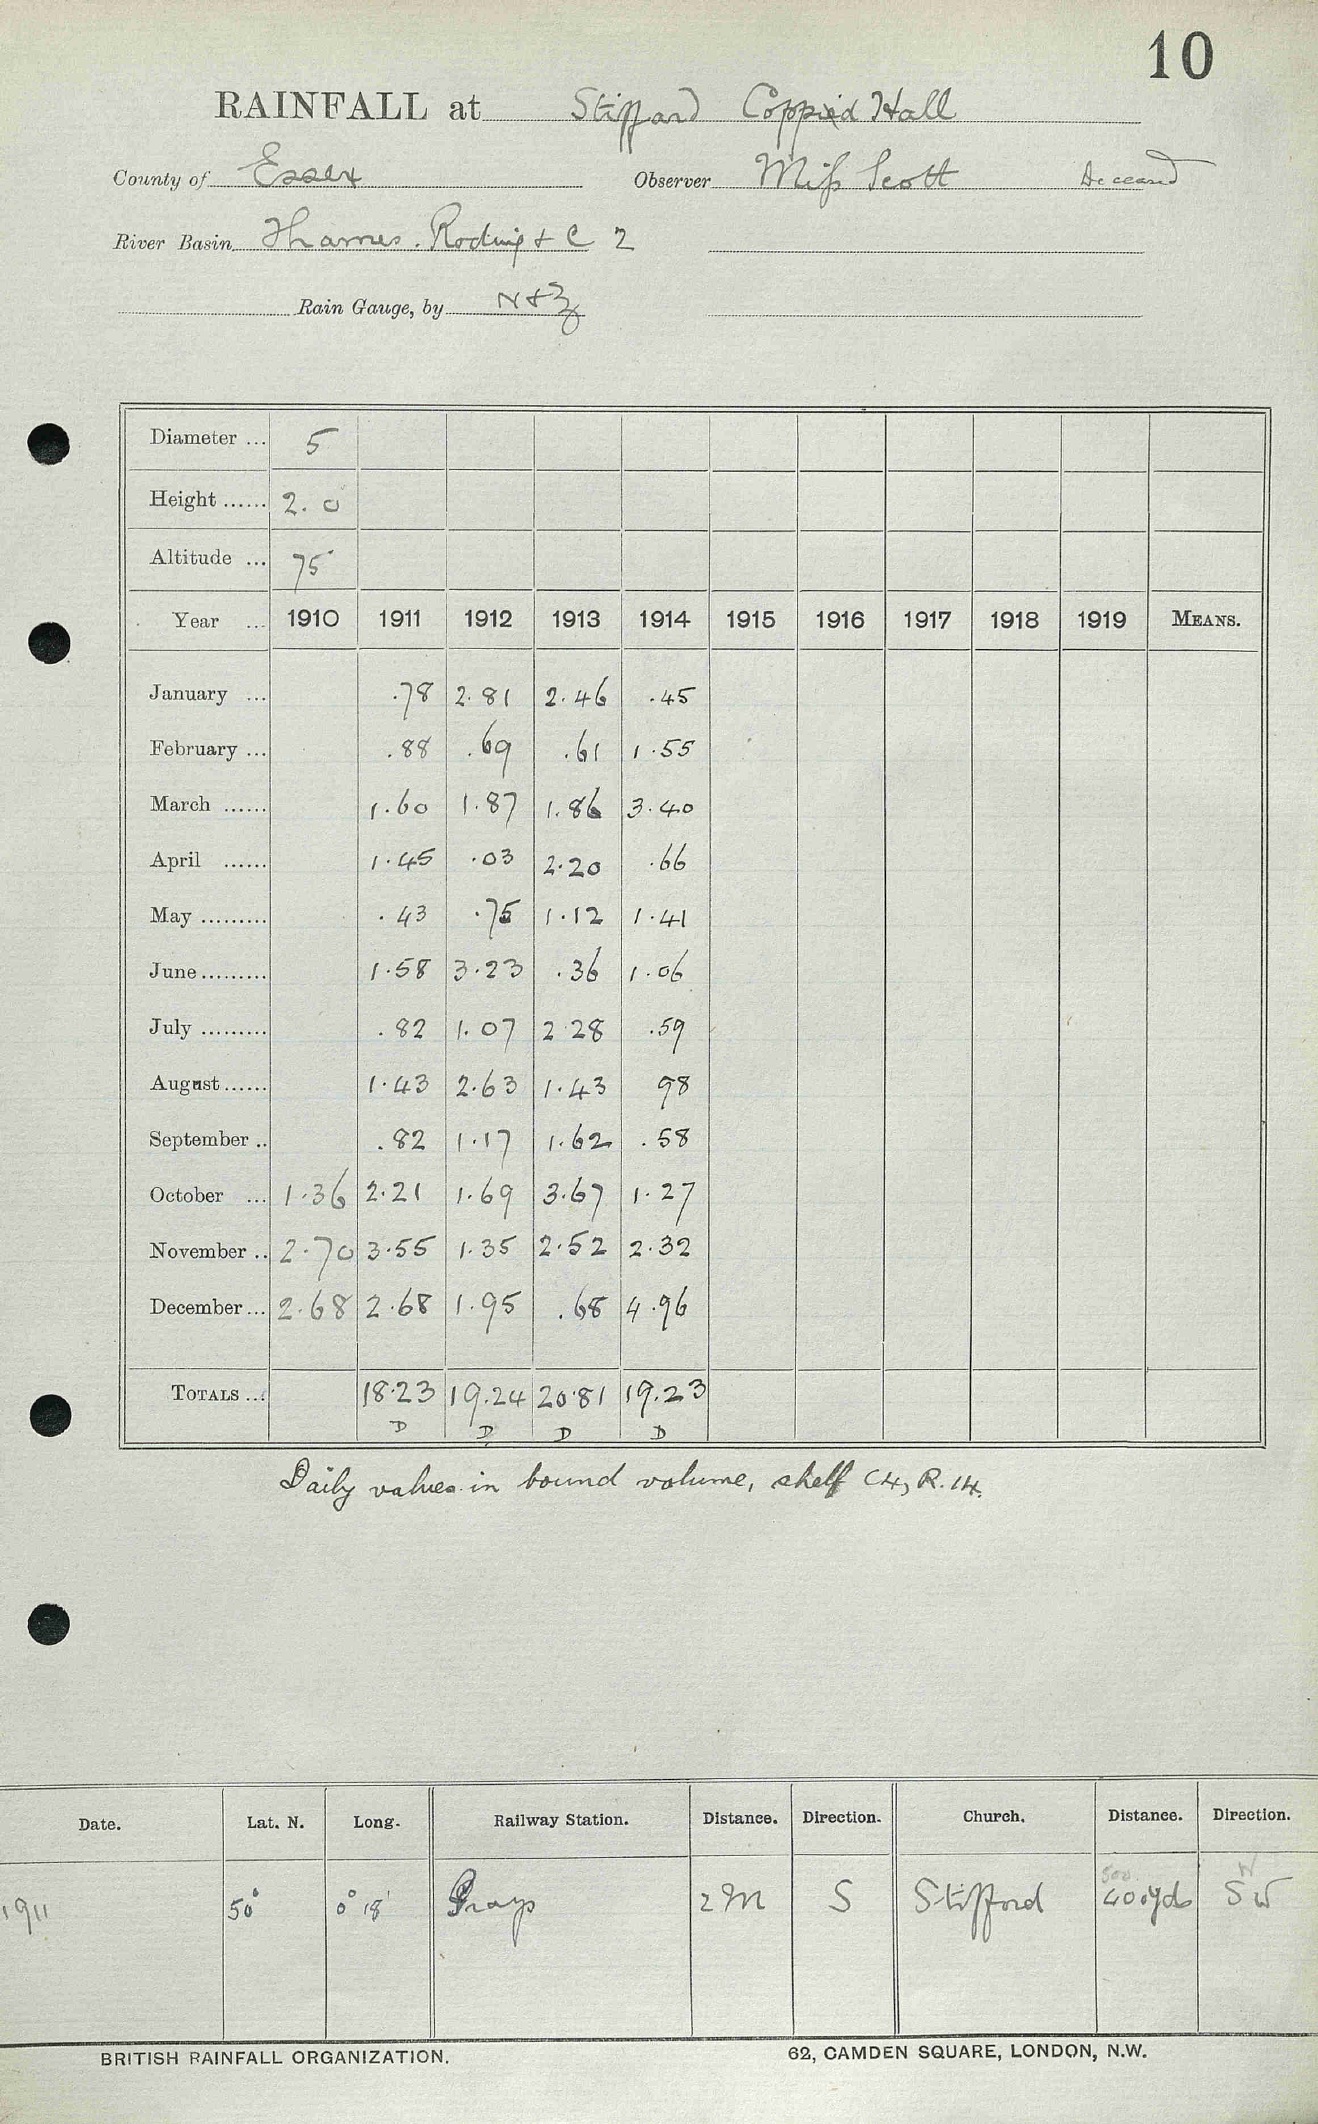 10
RAINFALL at Stifford Coppid Hall
County of Essex Observer Miss Scott Deceased
River Basin Thames. Roding & C 2
Rain Gauge, by N & Z
Diameter ... 5
Height ...... 2.0
Altitude ... 75
Year ... 1910 1911 1912 1913 1914 1915 1916 1917 1918 1919 MEANS.
January ... .78 2.81 2.46 .45
February ... .88 .69 .61 1.55
March ...... 1.60 1.87 1.86 3.40
April ...... 1.45 .03 2.20 .66
May ......... .43 .75 1.12 1.41
June ......... 1.58 3.23 .36 1.06
July ......... .82 1.07 2.28 .59
August ...... 1.43 2.63 1.43 98
September .. .82 1.17 1.62 .58
October ... 1.36 2.21 1.69 3.67 1.27
November .. 2.70 3.55 1.35 2.52 2.32
December ... 2.68 2.68 1.95 .68 4.96
TOTALS ... 18.23 19.24 20.81 19.23
D D D D
Daily values in bound volume, shelf C4, R.14.
Date. Lat. N. Long. Railway Station. Distance. Direction. Church. Distance. Direction.
500 W
1911 50° 0° 18' Grays 2 M S Stifford 400yds SW
BRITISH RAINFALL ORGANIZATION. 62, CAMDEN SQUARE, LONDON, N.W.